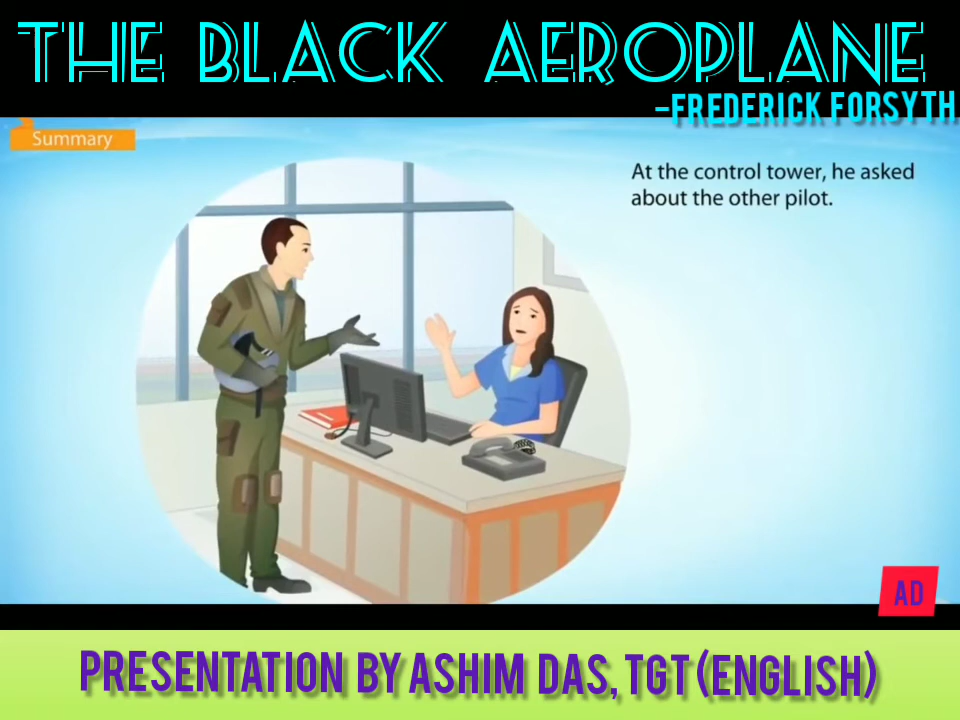 THE BLACK AEROPLANE
-FREDERICK FORSYTH
Summary
At the control tower, he asked
about the other pilot.
AD
PRESENTATION BY ASHIM DAS, TGT (ENGLISH)